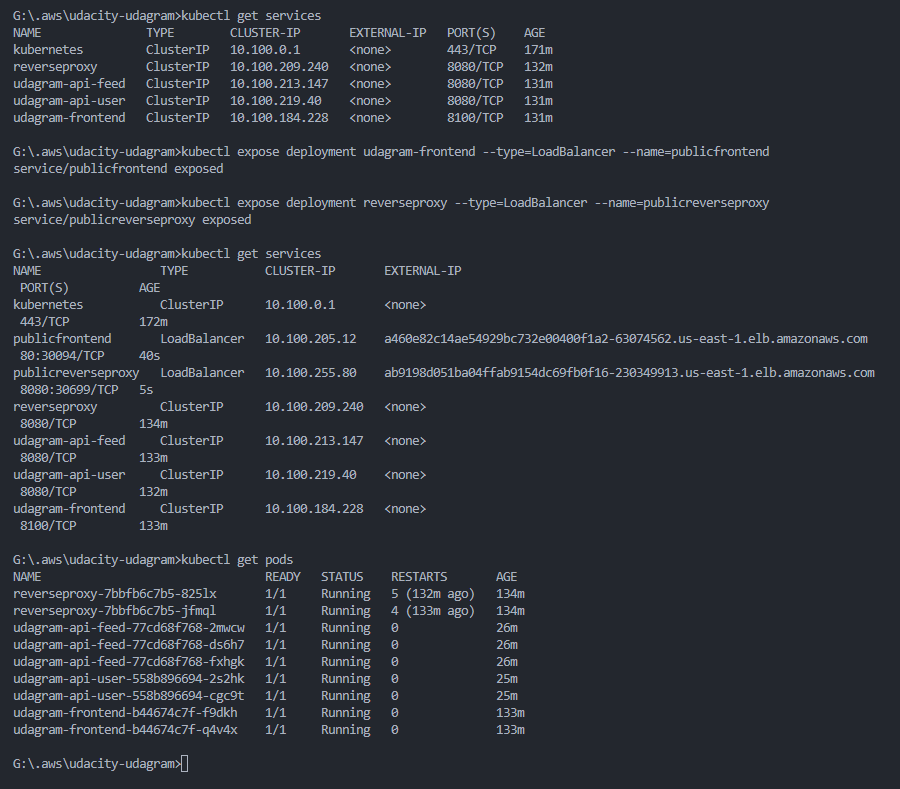 G:\.aws\udacity-udagram>kubectl get services
NAME TYPE CLUSTER-IP EXTERNAL-IP PORT(S) AGE
kubernetes ClusterIP 10.100.0.1 <none> 443/TCP 171m
reverseproxy ClusterIP 10.100.209.240 <none> 8080/TCP 132m
udagram-api-feed ClusterIP 10.100.213.147 <none> 8080/TCP 131m
udagram-api-user ClusterIP 10.100.219.40 <none> 8080/TCP 131m
udagram-frontend ClusterIP 10.100.184.228 <none> 8100/TCP 131m
G:\.aws\udacity-udagram>kubectl expose deployment udagram-frontend --type=LoadBalancer --name=publicfrontend
service/publicfrontend exposed
G:\.aws\udacity-udagram>kubectl expose deployment reverseproxy --type=LoadBalancer --name=publicreverseproxy
service/publicreverseproxy exposed
G:\.aws\udacity-udagram>kubectl get services
NAME TYPE CLUSTER-IP EXTERNAL-IP
PORT(S) AGE
kubernetes ClusterIP 10.100.0.1 <none>
443/TCP 172m
publicfrontend LoadBalancer 10.100.205.12 a460e82c14ae54929bc732e00400f1a2-63074562.us-east-1.elb.amazonaws.com
80:30094/TCP 40s
publicreverseproxy LoadBalancer 10.100.255.80 ab9198d051ba04ffab9154dc69fb0f16-230349913.us-east-1.elb.amazonaws.com
8080:30699/TCP 5s
reverseproxy ClusterIP 10.100.209.240 <none>
8080/TCP 134m
udagram-api-feed ClusterIP 10.100.213.147 <none>
8080/TCP 133m
udagram-api-user ClusterIP 10.100.219.40 <none>
8080/TCP 132m
udagram-frontend ClusterIP 10.100.184.228 <none>
8100/TCP 133m
G:\.aws\udacity-udagram>kubectl get pods
NAME READY STATUS RESTARTS AGE
reverseproxy-7bbfb6c7b5-825lx 1/1 Running 5 (132m ago) 134m
reverseproxy-7bbfb6c7b5-jfmql 1/1 Running 4 (133m ago) 134m
udagram-api-feed-77cd68f768-2mwcw 1/1 Running 0 26m
udagram-api-feed-77cd68f768-ds6h7 1/1 Running 0 26m
udagram-api-feed-77cd68f768-fxhgk 1/1 Running 0 26m
udagram-api-user-558b896694-2s2hk 1/1 Running 0 25m
udagram-api-user-558b896694-cgc9t 1/1 Running 0 25m
udagram-frontend-b44674c7f-f9dkh 1/1 Running 0 133m
udagram-frontend-b44674c7f-q4v4x 1/1 Running 0 133m
G:\.aws\udacity-udagram>